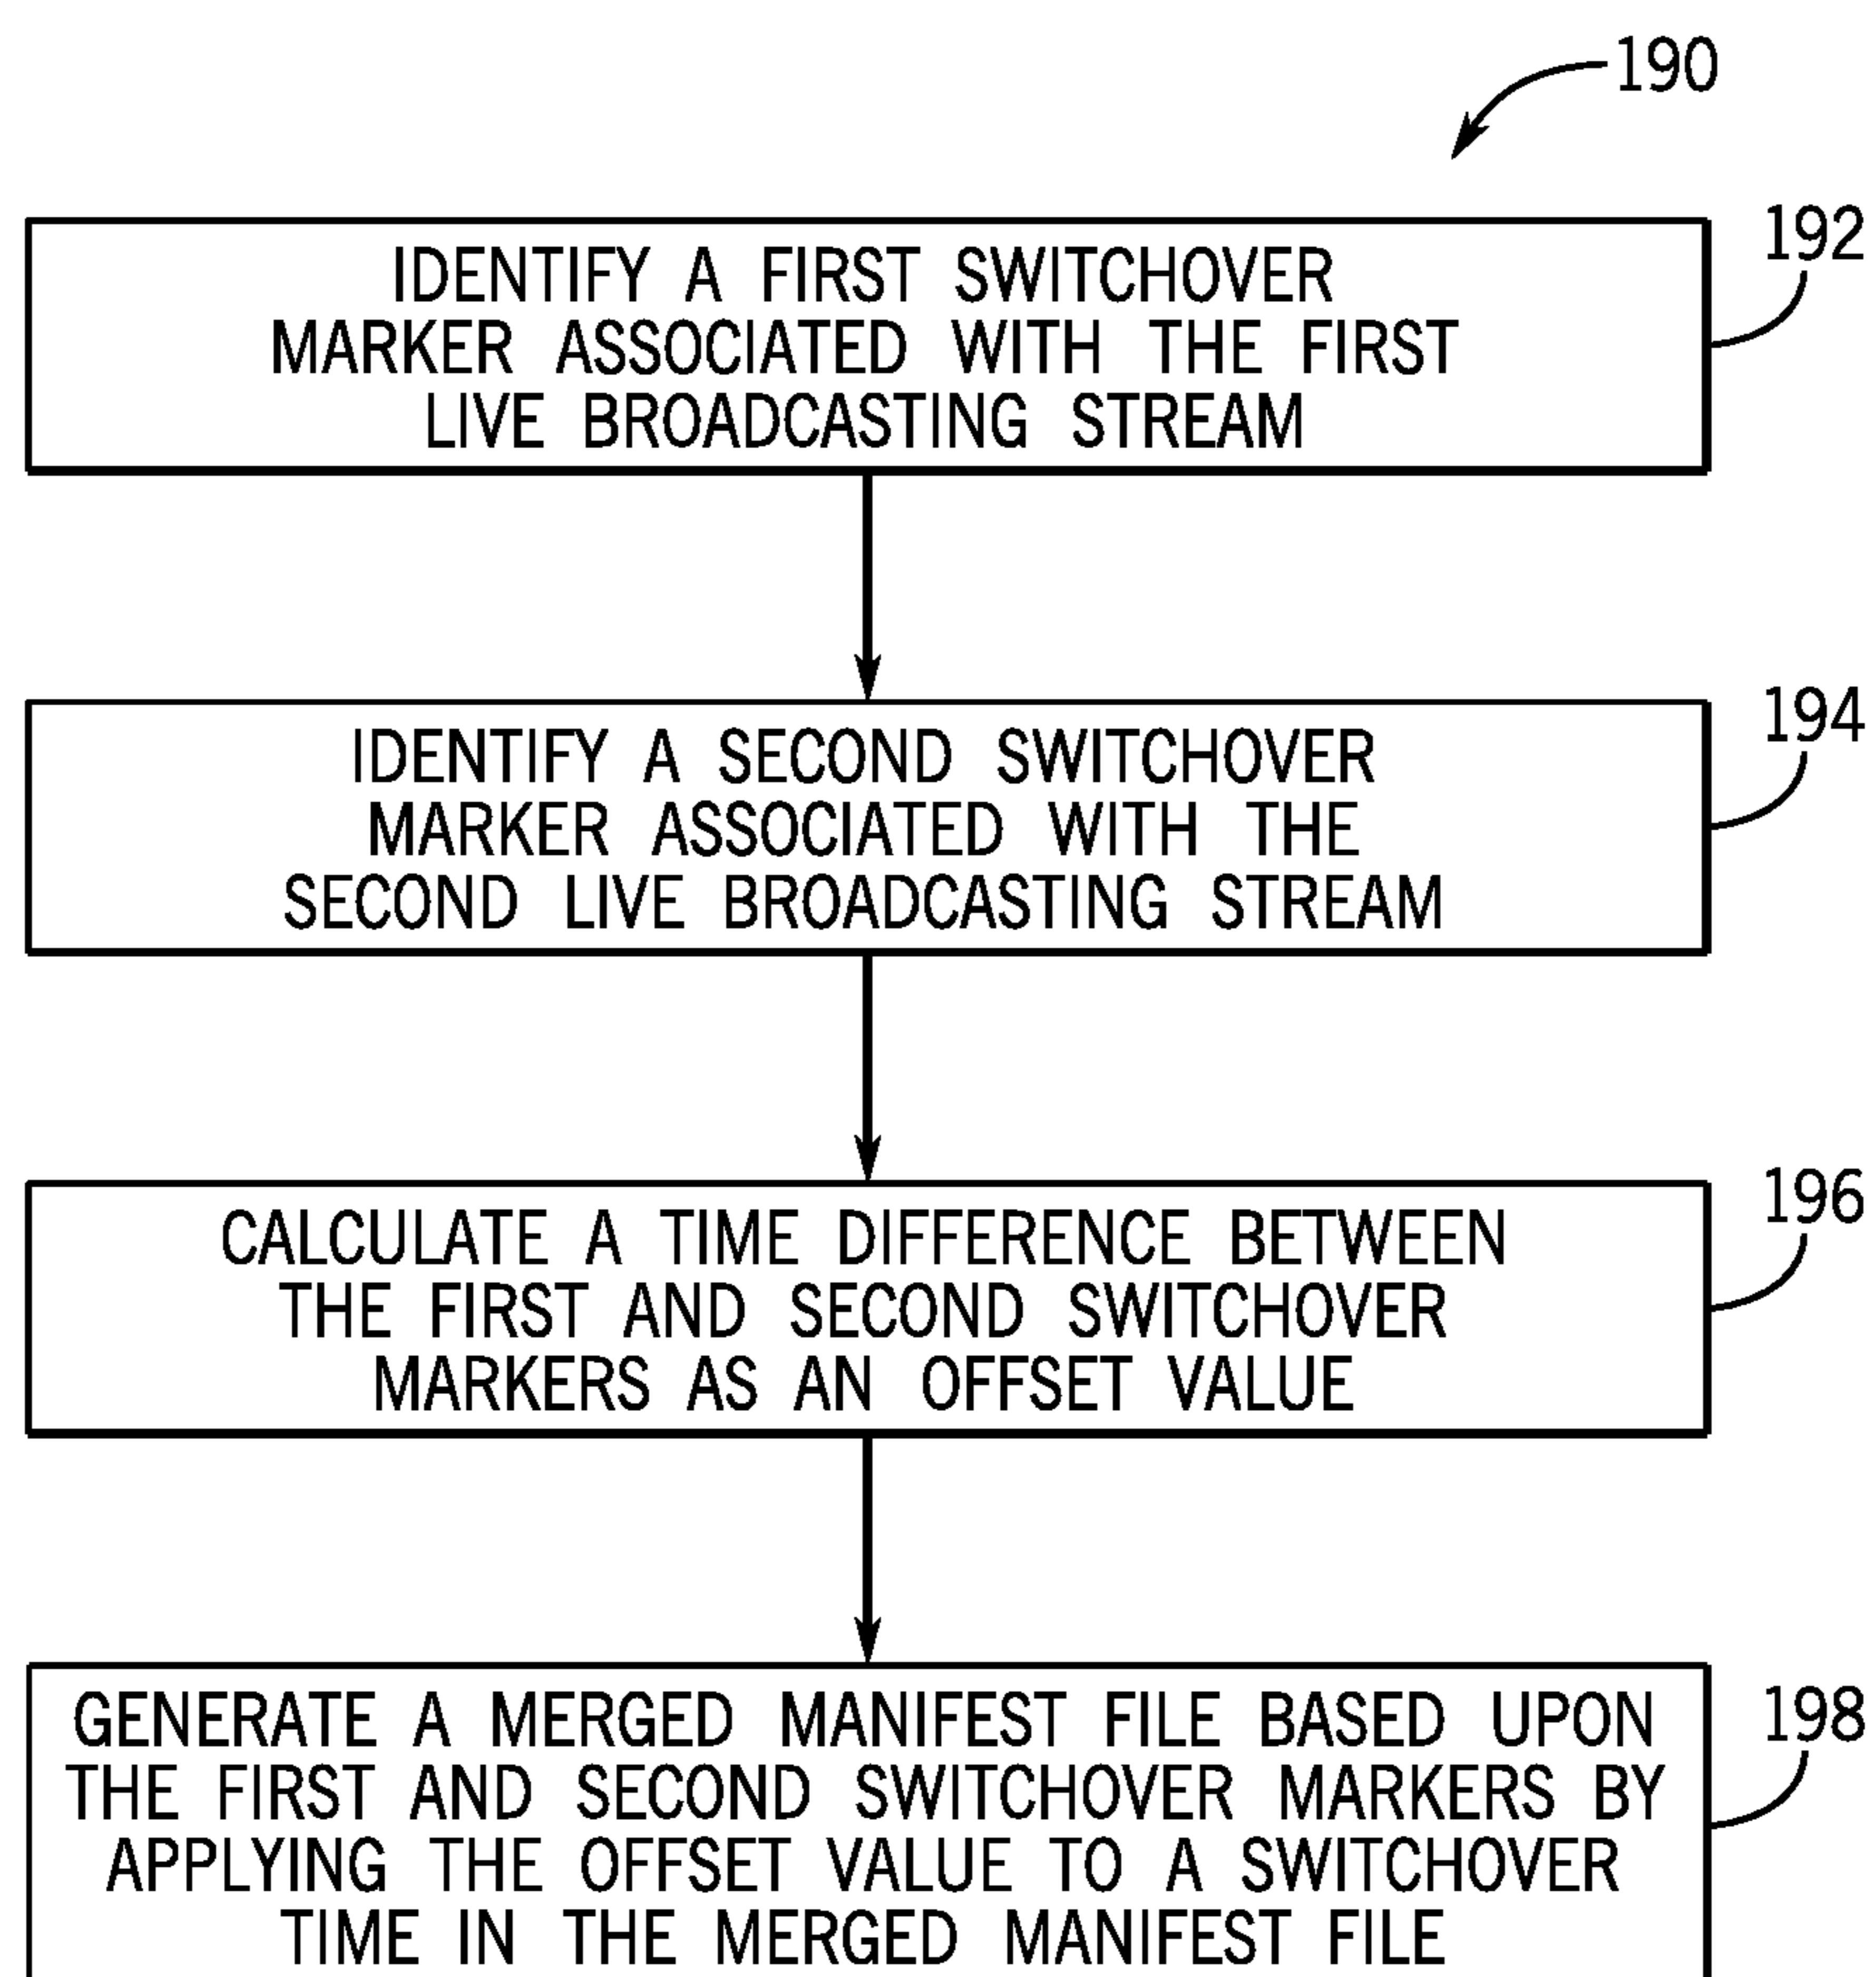 190
192
IDENTIFY A FIRST SWITCHOVER
MARKER ASSOCIATED WITH THE FIRST
LIVE BROADCASTING STREAM
194
IDENTIFY A SECOND SWITCHOVER
MARKER ASSOCIATED WITH THE
SECOND LIVE BROADCASTING STREAM
196
CALCULATE A TIME DIFFERENCE BETWEEN
THE FIRST AND SECOND SWITCHOVER
MARKERS AS AN OFFSET VALUE
198
GENERATE A MERGED MANIFEST FILE BASED UPON
THE FIRST AND SECOND SWITCHOVER MARKERS BY
APPLYING THE OFFSET VALUE TO A SWITCHOVER
TIME IN THE MERGED MANIFEST FILE